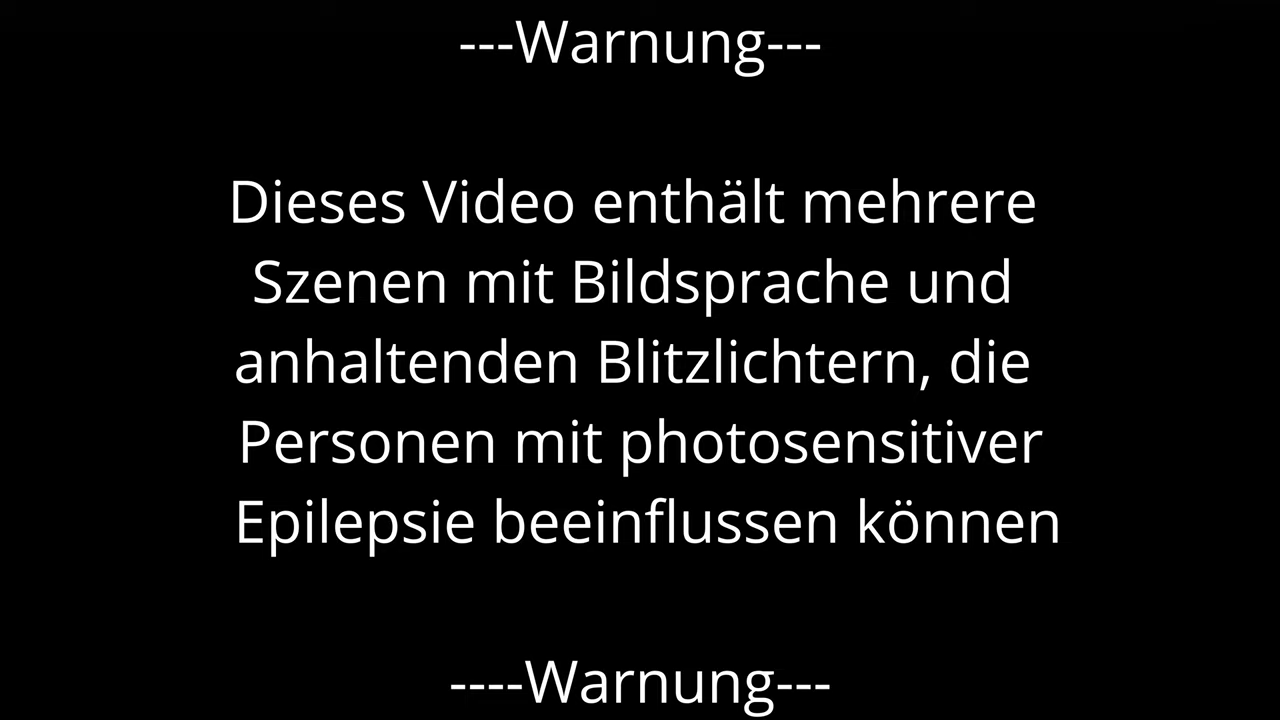 ---Warnung---
Dieses Video enthält mehrere
Szenen mit Bildsprache und
anhaltenden Blitzlichtern, die
Personen mit photosensitiver
Epilepsie beeinflussen können
----Warnung---